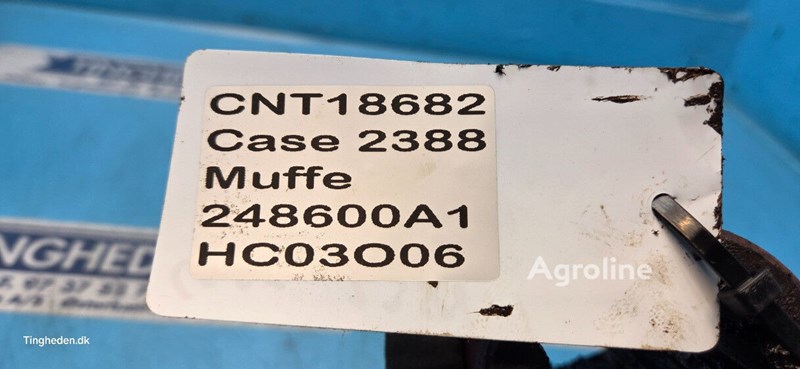 CNT18682
Case 2388
Muffe
248600A1
HC03O06
Agroline
Tingheden.dk